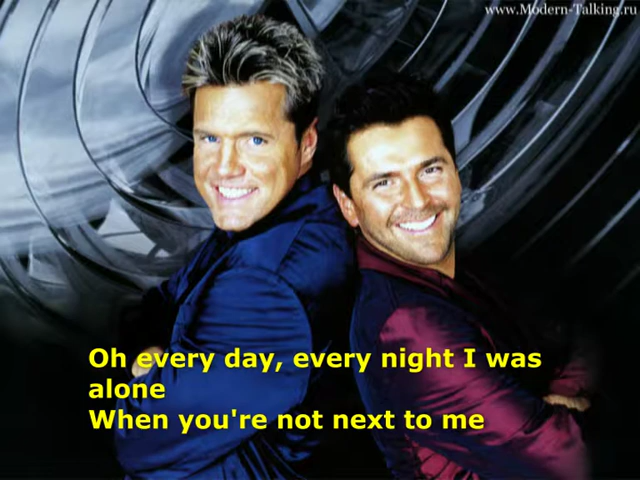 www.Modern-Talking.ru
Oh every day, every night I was
alone
When you're not next to me